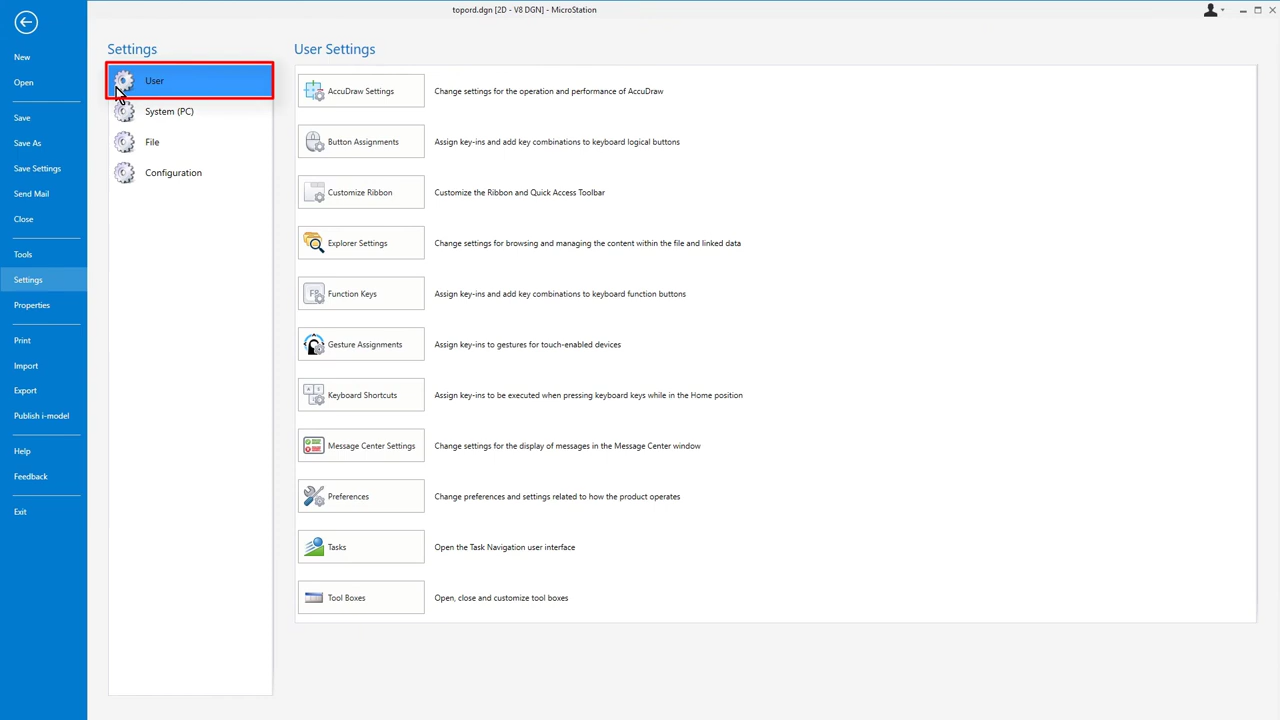 topord.dgn [2D - V8 DGN] - MicroStation
New
Open
Save
Save As
Save Settings
Send Mail
Close
Tools
Settings
Properties
Print
Import
Export
Publish i-model
Help
Feedback
Exit
Settings
User
System (PC)
File
Configuration
User Settings
AccuDraw Settings Change settings for the operation and performance of AccuDraw
Button Assignments Assign key-ins and add key combinations to keyboard logical buttons
Customize Ribbon Customize the Ribbon and Quick Access Toolbar
Explorer Settings Change settings for browsing and managing the content within the file and linked data
Function Keys Assign key-ins and add key combinations to keyboard function buttons
Gesture Assignments Assign key-ins to gestures for touch-enabled devices
Keyboard Shortcuts Assign key-ins to be executed when pressing keyboard keys while in the Home position
Message Center Settings Change settings for the display of messages in the Message Center window
Preferences Change preferences and settings related to how the product operates
Tasks Open the Task Navigation user interface
Tool Boxes Open, close and customize tool boxes